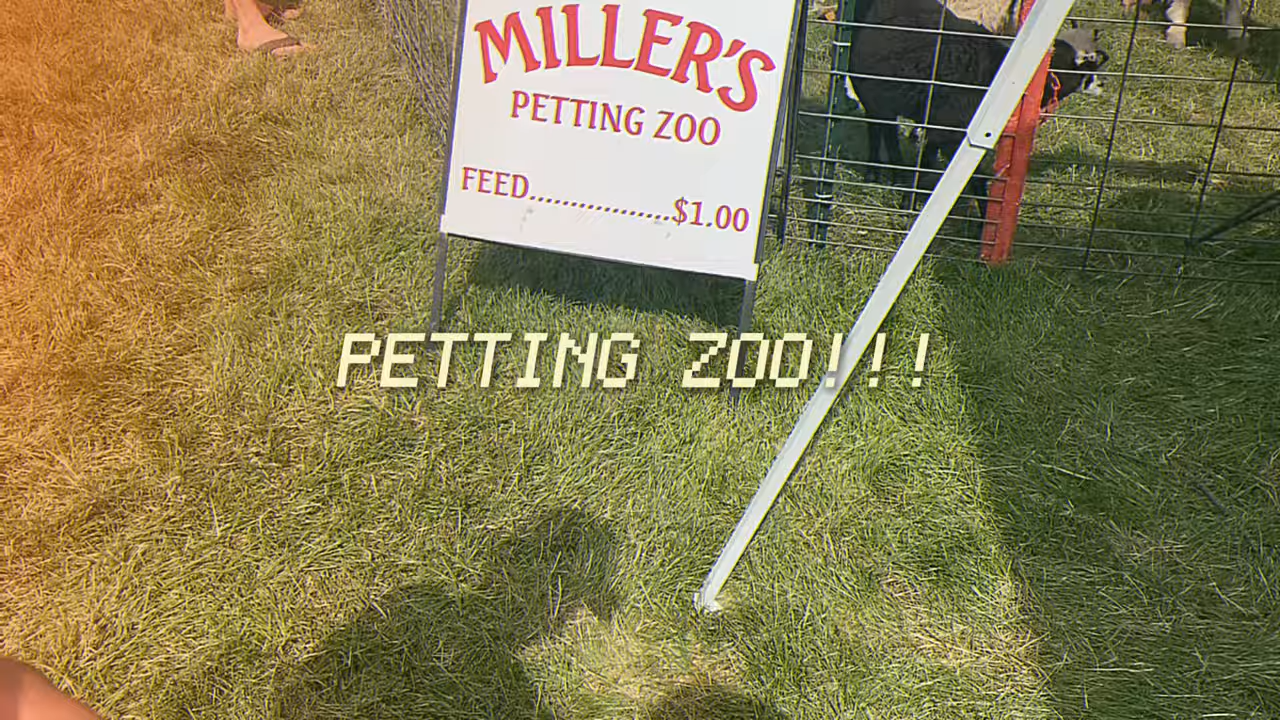 MILLER'S
PETTING ZOO
FEED................$1.00
PETTING ZOO!!!